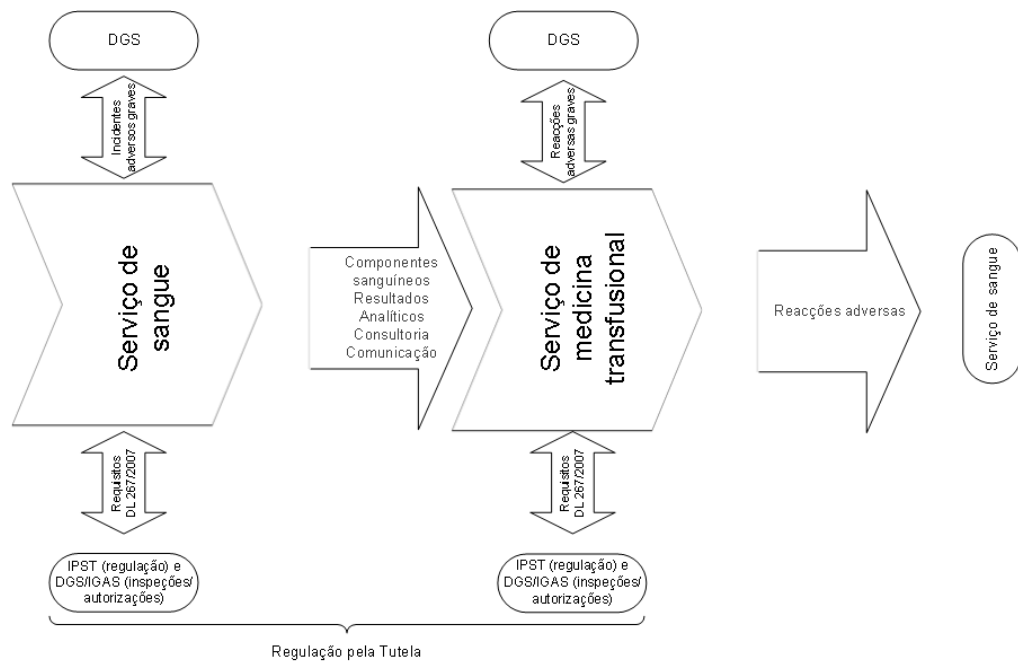 DGS
DGS
Incidentes
adversos graves
Reacções
adversas graves
Serviço de
sangue
Componentes
sanguíneos
Resultados
Analíticos
Consultoria
Comunicação
Serviço de
medicina
transfusional
Reacções adversas
Serviço de sangue
Requisitos
DL 267/2007
Requisitos
DL 267/2007
IPST (regulação) e
DGS/IGAS (inspeções/
autorizações)
IPST (regulação) e
DGS/IGAS (inspeções/
autorizações)
Regulação pela Tutela